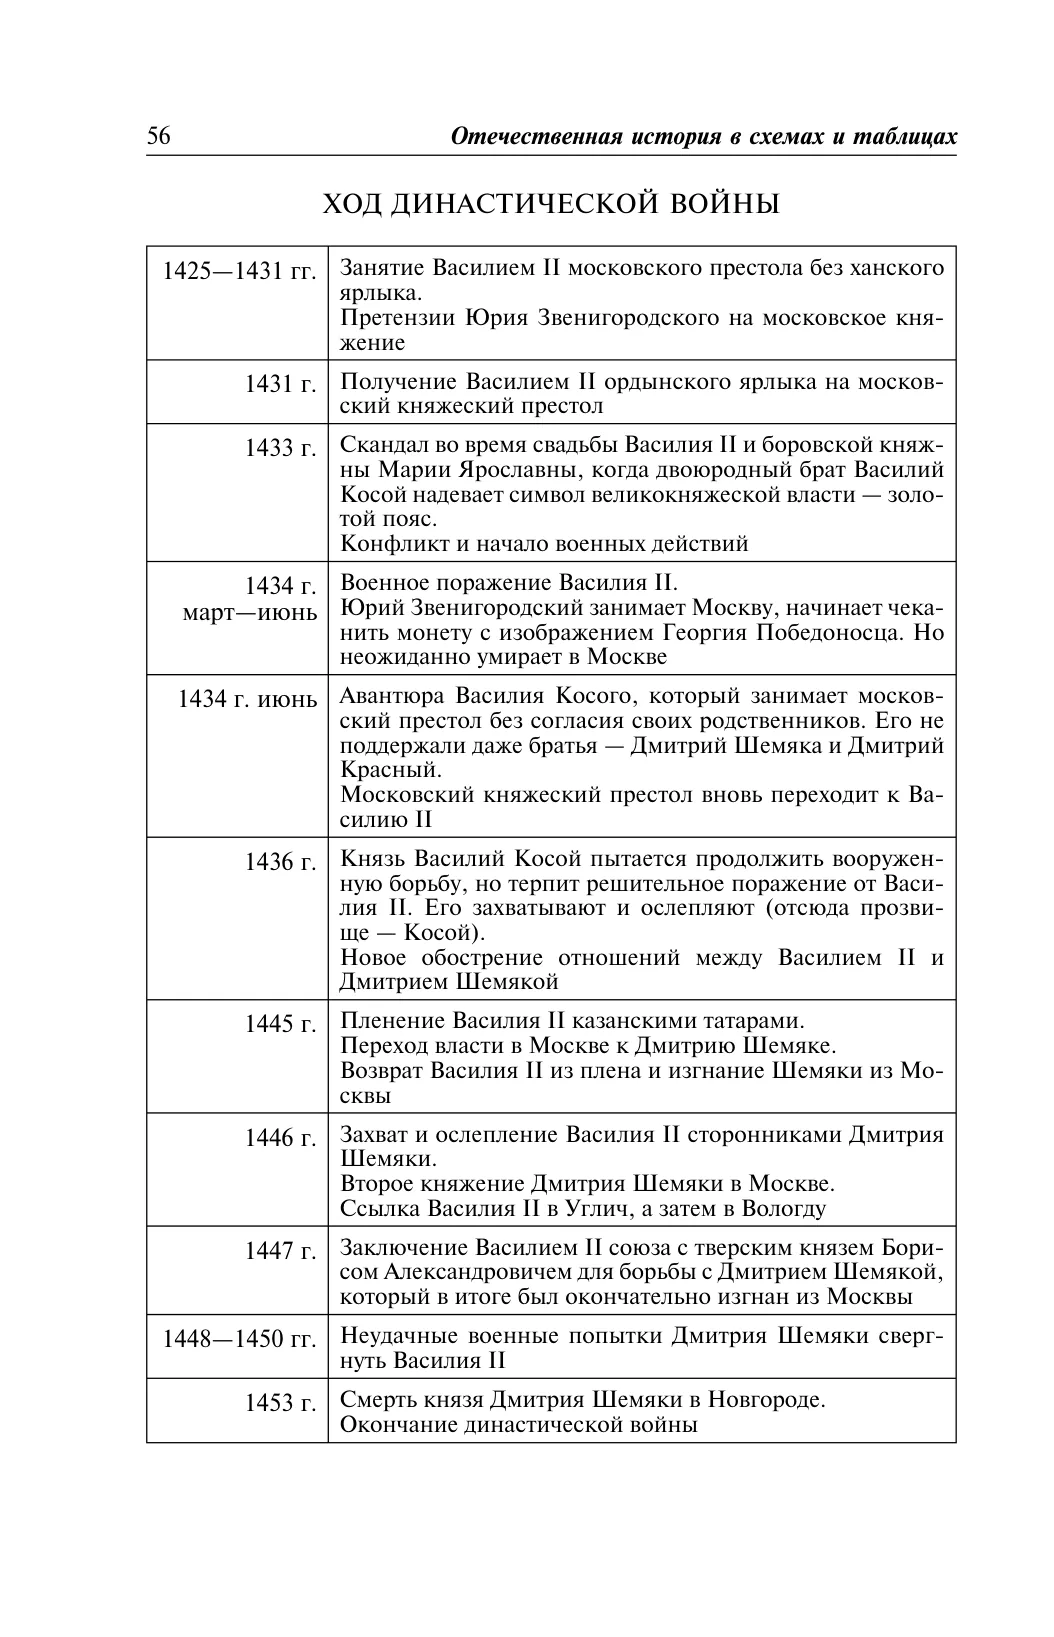 56
Отечественная история в схемах и таблицах
ХОД ДИНАСТИЧЕСКОЙ ВОЙНЫ
1425—1431 гг.
Занятие Василием II московского престола без ханского
ярлыка.
Претензии Юрия Звенигородского на московское кня-
жение
1431 г.
Получение Василием II ордынского ярлыка на москов-
ский княжеский престол
1433 г.
Скандал во время свадьбы Василия II и боровской княж-
ны Марии Ярославны, когда двоюродный брат Василий
Косой надевает символ великокняжеской власти — золо-
той пояс.
Конфликт и начало военных действий
1434 г.
март—июнь
Военное поражение Василия II.
Юрий Звенигородский занимает Москву, начинает чека-
нить монету с изображением Георгия Победоносца. Но
неожиданно умирает в Москве
1434 г. июнь
Авантюра Василия Косого, который занимает москов-
ский престол без согласия своих родственников. Его не
поддержали даже братья — Дмитрий Шемяка и Дмитрий
Красный.
Московский княжеский престол вновь переходит к Ва-
силию II
1436 г.
Князь Василий Косой пытается продолжить вооружен-
ную борьбу, но терпит решительное поражение от Васи-
лия II. Его захватывают и ослепляют (отсюда прозви-
ще — Косой).
Новое обострение отношений между Василием II и
Дмитрием Шемякой
1445 г.
Пленение Василия II казанскими татарами.
Переход власти в Москве к Дмитрию Шемяке.
Возврат Василия II из плена и изгнание Шемяки из Мо-
сквы
1446 г.
Захват и ослепление Василия II сторонниками Дмитрия
Шемяки.
Второе княжение Дмитрия Шемяки в Москве.
Ссылка Василия II в Углич, а затем в Вологду
1447 г.
Заключение Василием II союза с тверским князем Бори-
сом Александровичем для борьбы с Дмитрием Шемякой,
который в итоге был окончательно изгнан из Москвы
1448—1450 гг.
Неудачные военные попытки Дмитрия Шемяки сверг-
нуть Василия II
1453 г.
Смерть князя Дмитрия Шемяки в Новгороде.
Окончание династической войны